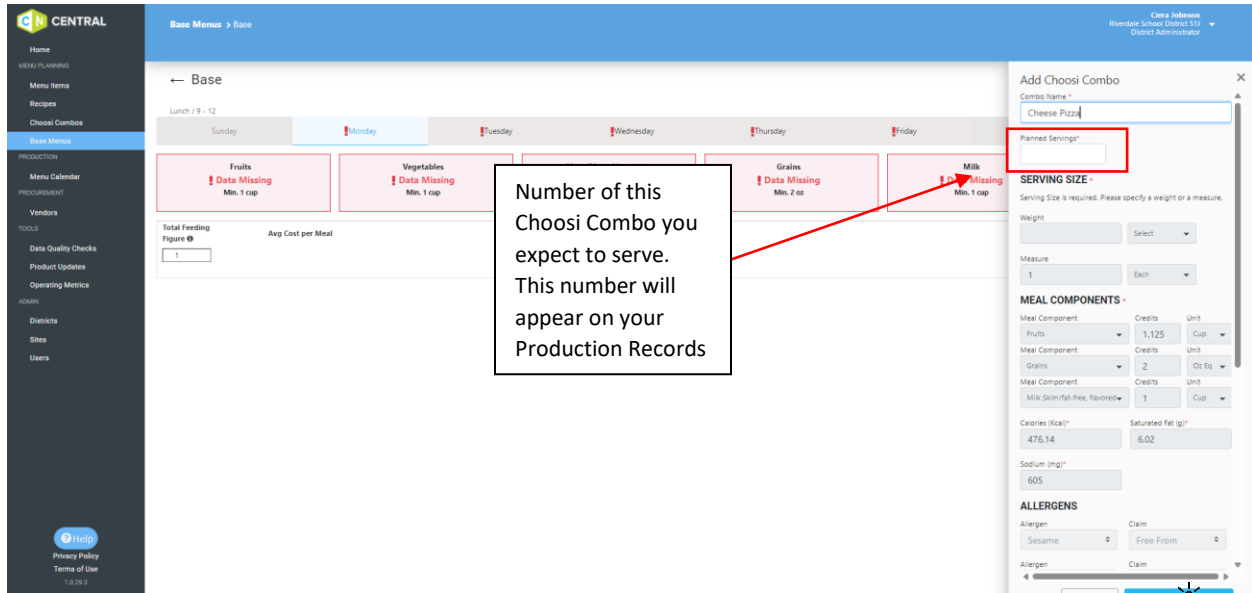 CN CENTRAL
Home
MENU PLANNING
Menu Items
Recipes
Choosi Combos
Base Menus
PRODUCTION
Menu Calendar
PROCUREMENT
Vendors
TOOLS
Data Quality Checks
Product Updates
Operating Metrics
ADMIN
Districts
Sites
Users
Help
Privacy Policy
Terms of Use
1.0.29.3
Base Menus > Base
Ciera Johnson
Riverdale School District 51J
District Administrator
← Base
Lunch / 9 - 12
Sunday
Monday
Tuesday
Wednesday
Thursday
Friday
Fruits
Data Missing
Min. 1 cup
Vegetables
Data Missing
Min. 1 cup
Grains
Data Missing
Min. 2 oz
Milk
Data Missing
Min. 1 cup
Total Feeding
Figure
1
Avg Cost per Meal
Number of this
Choosi Combo you
expect to serve.
This number will
appear on your
Production Records
Add Choosi Combo
Combo Name *
Cheese Pizza
Planned Servings*
SERVING SIZE *
Serving Size is required. Please specify a weight or a measure.
Weight
Select
Measure
1 Each
MEAL COMPONENTS *
Meal Component Credits Unit
Fruits 1.125 Cup
Meal Component Credits Unit
Grains 2 Oz Eq
Meal Component Credits Unit
Milk Skim/fat-free, flavored 1 Cup
Calories (Kcal)* Saturated Fat (g)*
476.14 6.02
Sodium (mg)*
605
ALLERGENS
Allergen Claim
Sesame Free From
Allergen Claim